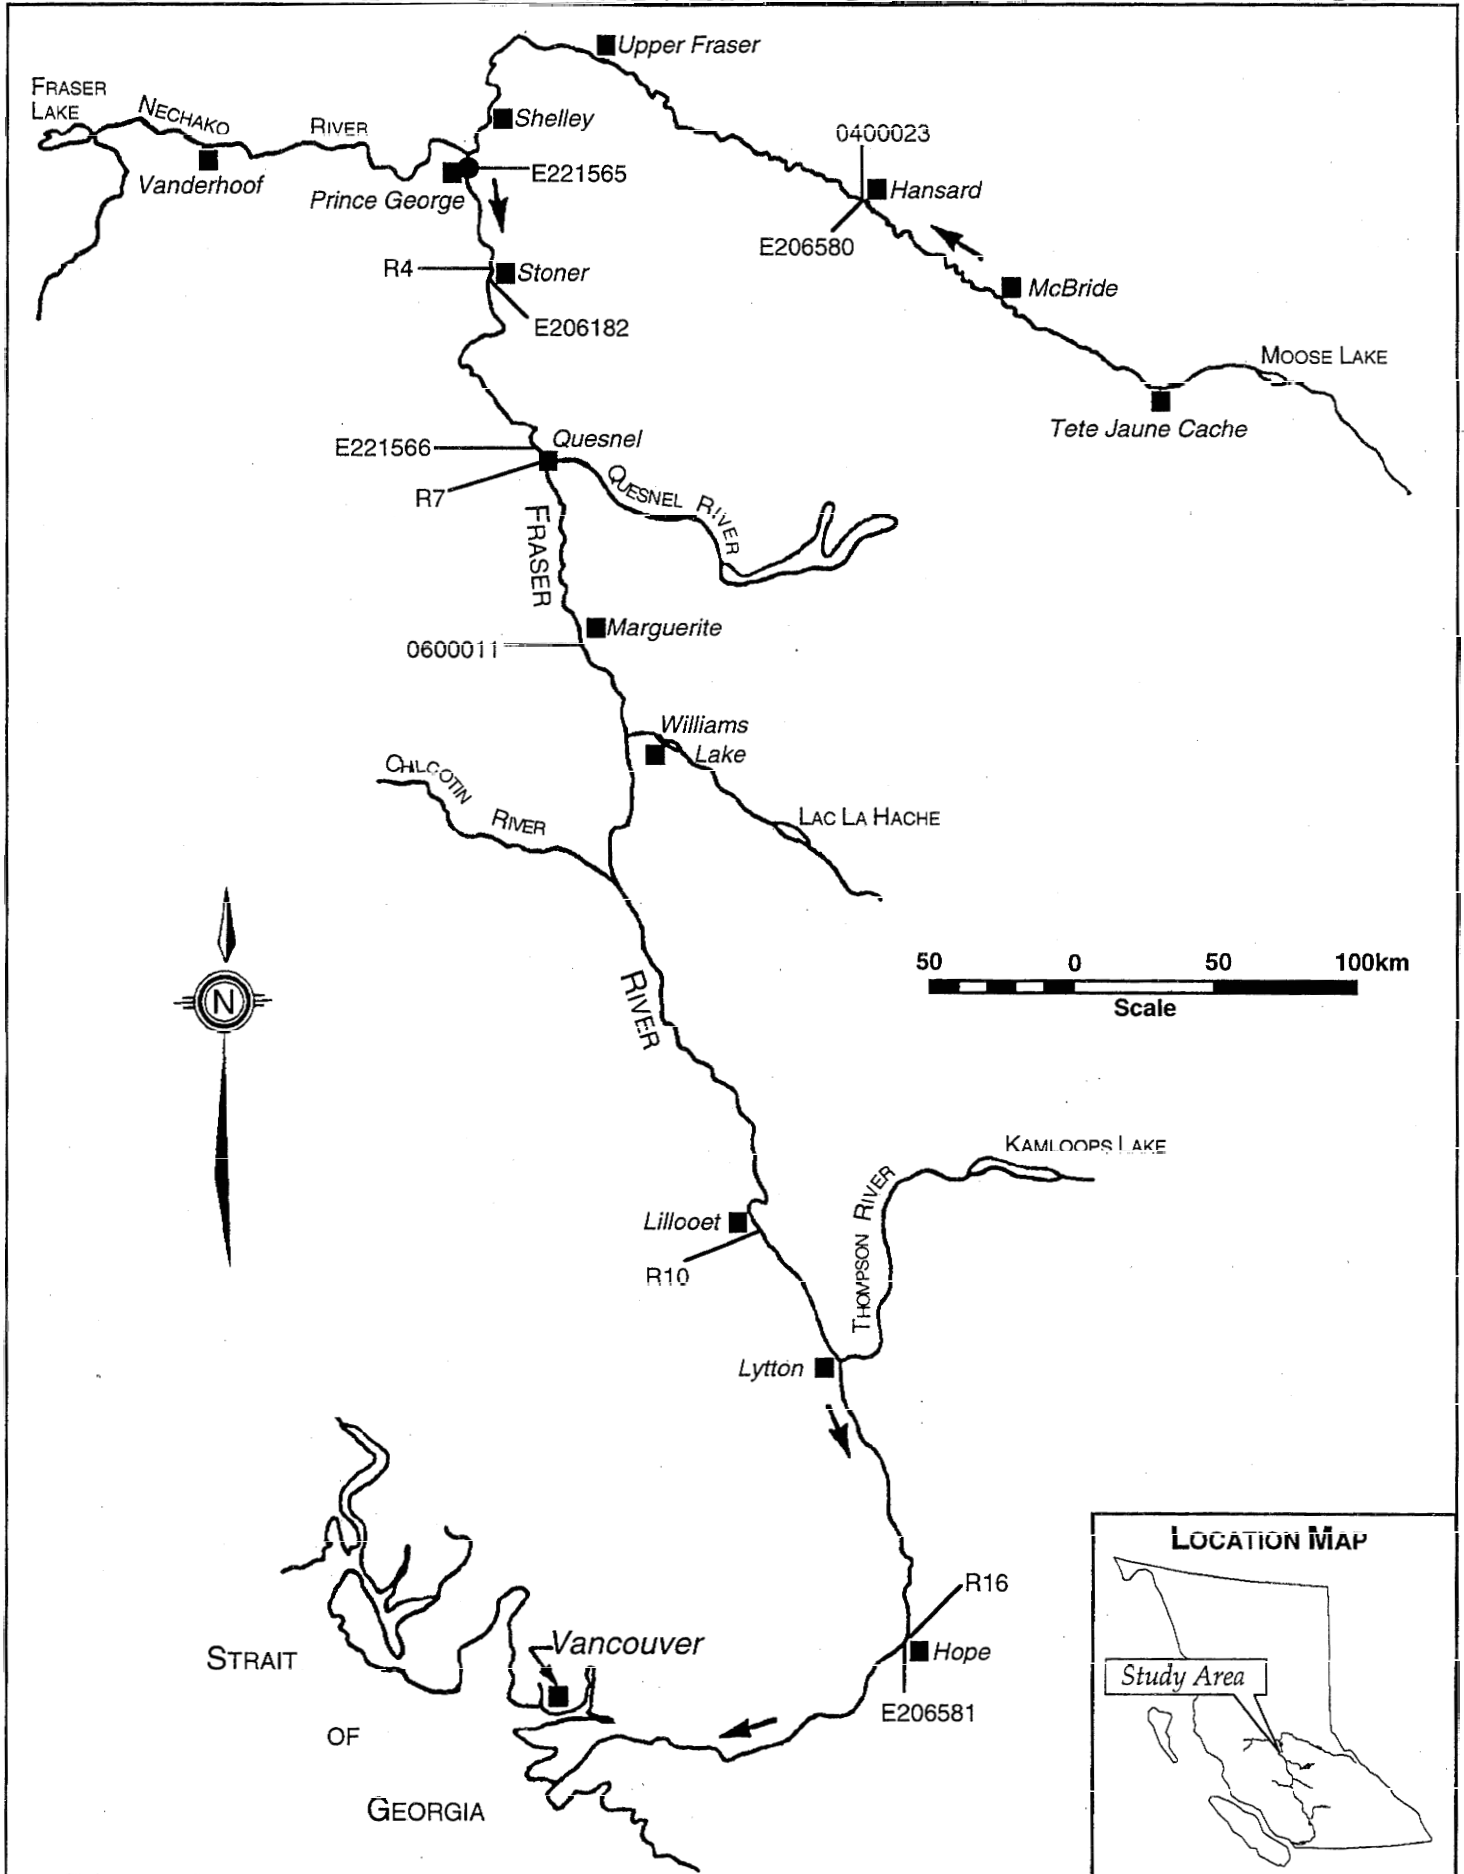 Upper Fraser
FRASER
LAKE
NECHAKO
RIVER
Shelley
0400023
Vanderhoof
Prince George
E221565
Hansard
E206580
R4
Stoner
McBride
E206182
MOOSE LAKE
Tete Jaune Cache
E221566
Quesnel
R7
QUESNEL RIVER
FRASER
Marguerite
0600011
Williams
Lake
CHILCOTIN
RIVER
LAC LA HACHE
N
RIVER
50 0 50 100km
Scale
KAMLOOPS LAKE
THOMPSON RIVER
Lillooet
R10
Lytton
LOCATION MAP
R16
Vancouver
Hope
STRAIT
Study Area
E206581
OF
GEORGIA